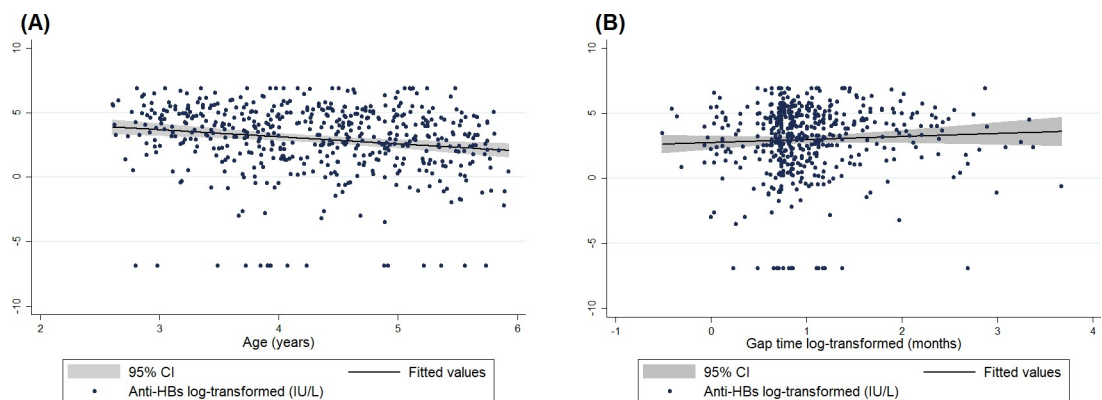 (A)
10
5
0
-5
-10
2 3 4 5 6
Age (years)
95% CI Fitted values
Anti-HBs log-transformed (IU/L)
(B)
10
5
0
-5
-10
-1 0 1 2 3 4
Gap time log-transformed (months)
95% CI Fitted values
Anti-HBs log-transformed (IU/L)